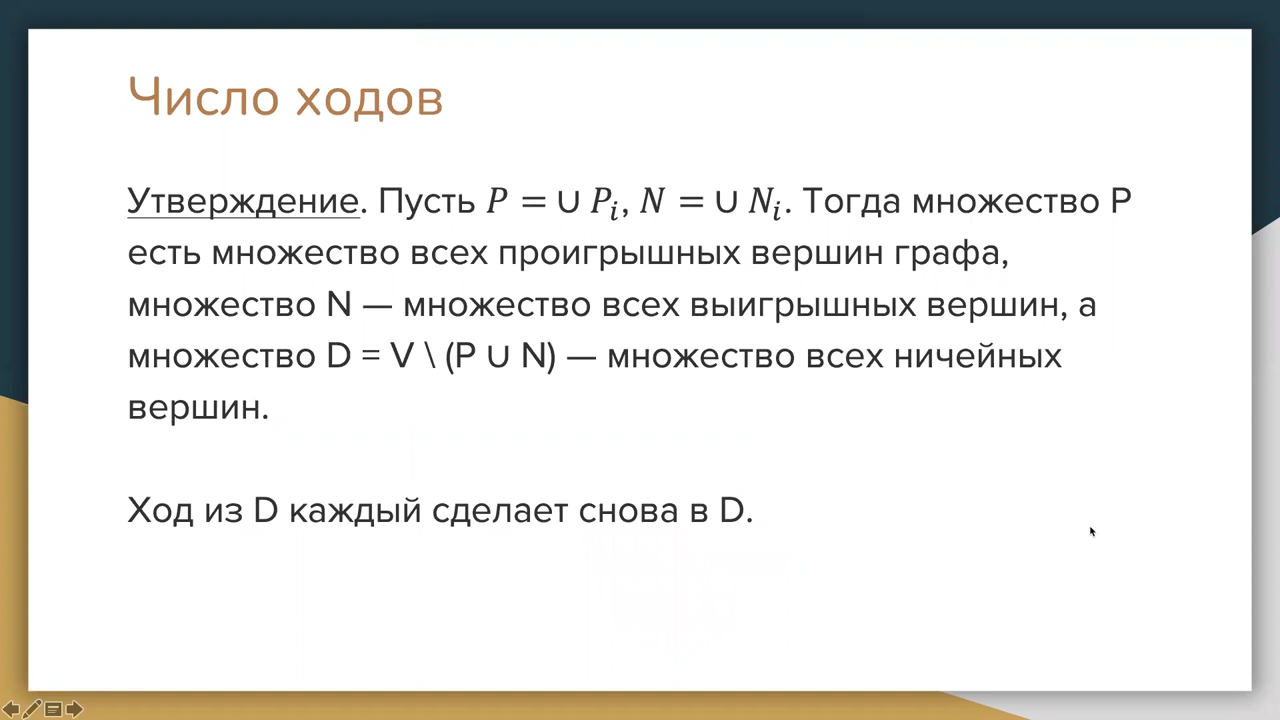 Число ходов
Утверждение. Пусть P = ∪ Pᵢ, N = ∪ Nᵢ. Тогда множество P
есть множество всех проигрышных вершин графа,
множество N — множество всех выигрышных вершин, а
множество D = V \ (P ∪ N) — множество всех ничейных
вершин.
Ход из D каждый сделает снова в D.